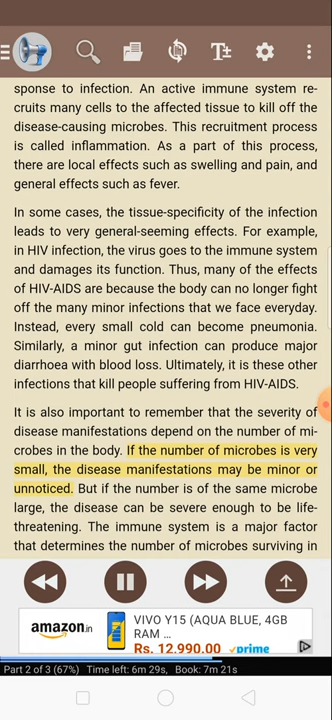 T±
sponse to infection. An active immune system re-
cruits many cells to the affected tissue to kill off the
disease-causing microbes. This recruitment process
is called inflammation. As a part of this process,
there are local effects such as swelling and pain, and
general effects such as fever.
In some cases, the tissue-specificity of the infection
leads to very general-seeming effects. For example,
in HIV infection, the virus goes to the immune system
and damages its function. Thus, many of the effects
of HIV-AIDS are because the body can no longer fight
off the many minor infections that we face everyday.
Instead, every small cold can become pneumonia.
Similarly, a minor gut infection can produce major
diarrhoea with blood loss. Ultimately, it is these other
infections that kill people suffering from HIV-AIDS.
It is also important to remember that the severity of
disease manifestations depend on the number of mi-
crobes in the body. If the number of microbes is very
small, the disease manifestations may be minor or
unnoticed. But if the number is of the same microbe
large, the disease can be severe enough to be life-
threatening. The immune system is a major factor
that determines the number of microbes surviving in
amazon.in
VIVO Y15 (AQUA BLUE, 4GB
RAM ...
Rs. 12,990.00 prime
Part 2 of 3 (67%) Time left: 6m 29s, Book: 7m 21s